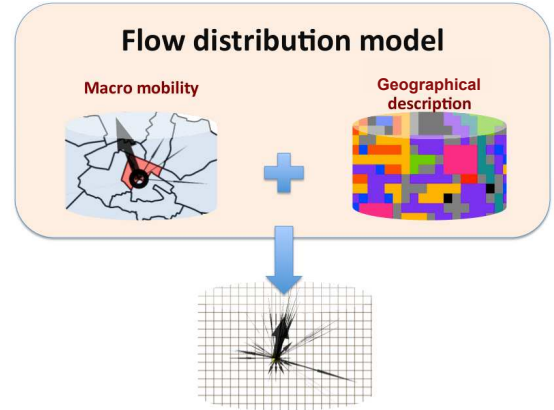 Flow distribution model
Macro mobility
Geographical
description